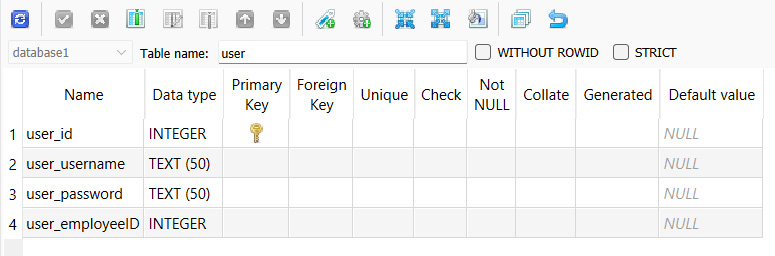 database1 Table name: user WITHOUT ROWID STRICT
Name Data type Primary Key Foreign Key Unique Check Not NULL Collate Generated Default value
1 user_id INTEGER NULL
2 user_username TEXT (50) NULL
3 user_password TEXT (50) NULL
4 user_employeeID INTEGER NULL